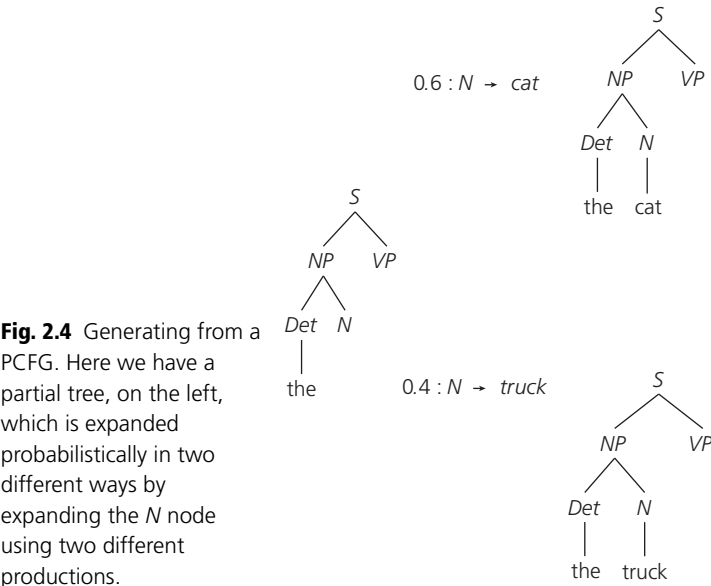 S
0.6 : N → cat
NP VP
Det N
the cat
S
NP VP
Det N
the
Fig. 2.4 Generating from a
PCFG. Here we have a
partial tree, on the left,
which is expanded
probabilistically in two
different ways by
expanding the N node
using two different
productions.
0.4 : N → truck
S
NP VP
Det N
the truck